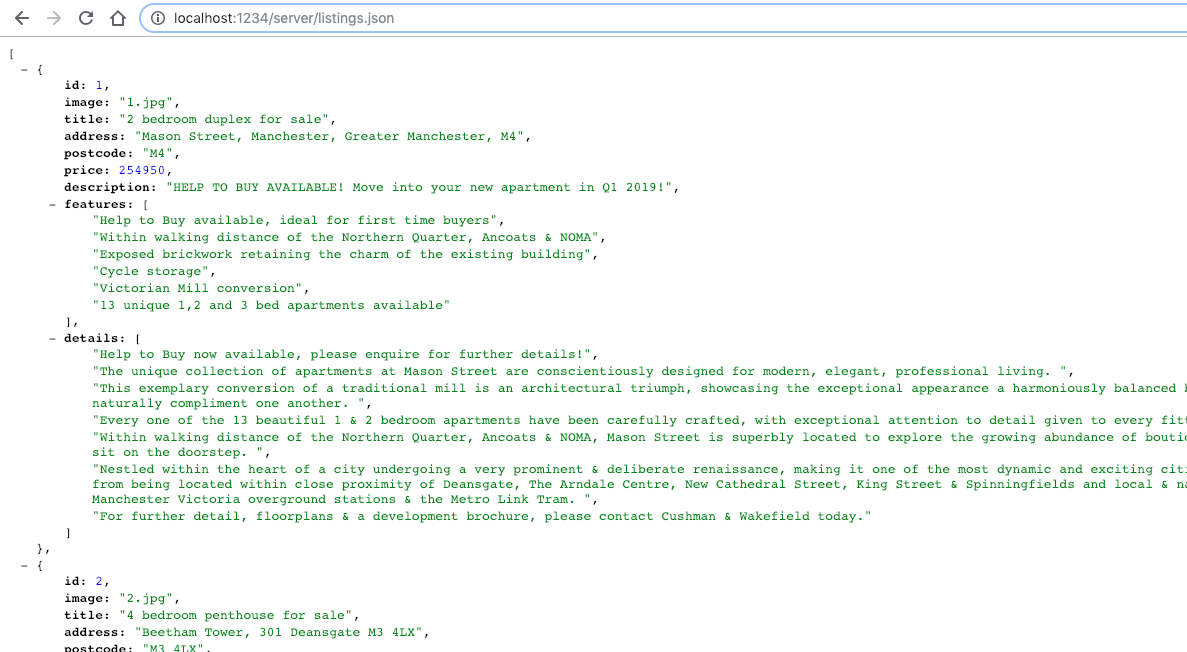 localhost:1234/server/listings.json
[
– {
id: 1,
image: "1.jpg",
title: "2 bedroom duplex for sale",
address: "Mason Street, Manchester, Greater Manchester, M4",
postcode: "M4",
price: 254950,
description: "HELP TO BUY AVAILABLE! Move into your new apartment in Q1 2019!",
– features: [
"Help to Buy available, ideal for first time buyers",
"Within walking distance of the Northern Quarter, Ancoats & NOMA",
"Exposed brickwork retaining the charm of the existing building",
"Cycle storage",
"Victorian Mill conversion",
"13 unique 1,2 and 3 bed apartments available"
],
– details: [
"Help to Buy now available, please enquire for further details!",
"The unique collection of apartments at Mason Street are conscientiously designed for modern, elegant, professional living. ",
"This exemplary conversion of a traditional mill is an architectural triumph, showcasing the exceptional appearance a harmoniously balanced
naturally compliment one another. ",
"Every one of the 13 beautiful 1 & 2 bedroom apartments have been carefully crafted, with exceptional attention to detail given to every
"Within walking distance of the Northern Quarter, Ancoats & NOMA, Mason Street is superbly located to explore the growing abundance of
sit on the doorstep. ",
"Nestled within the heart of a city undergoing a very prominent & deliberate renaissance, making it one of the most dynamic and exciting
from being located within close proximity of Deansgate, The Arndale Centre, New Cathedral Street, King Street & Spinningfields and local &
Manchester Victoria overground stations & the Metro Link Tram. ",
"For further detail, floorplans & a development brochure, please contact Cushman & Wakefield today."
]
},
– {
id: 2,
image: "2.jpg",
title: "4 bedroom penthouse for sale",
address: "Beetham Tower, 301 Deansgate M3 4LX",
postcode: "M3 4LX",